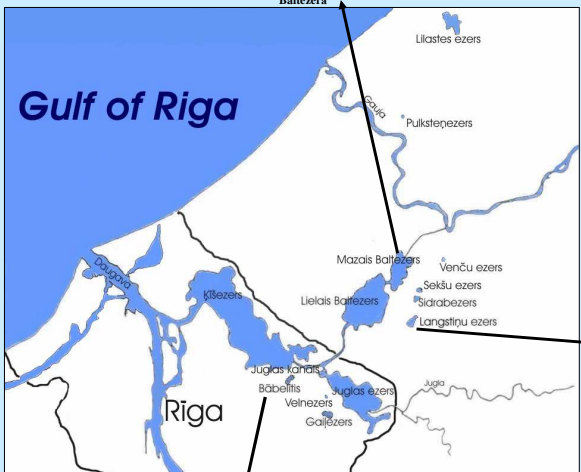 Baltezera
Lilastes ezers
Gulf of Riga
Gauja
Pulksteņezers
Mazais Baltezers
Venču ezers
Daugava
Sekšu ezers
Ķīšezers
Lielais Baltezers
Sidrabezers
Langstiņu ezers
Juglas kanāls
Bābelītis
Juglas ezers
Jugla
Velnezers
Rīga
Gaiļezers